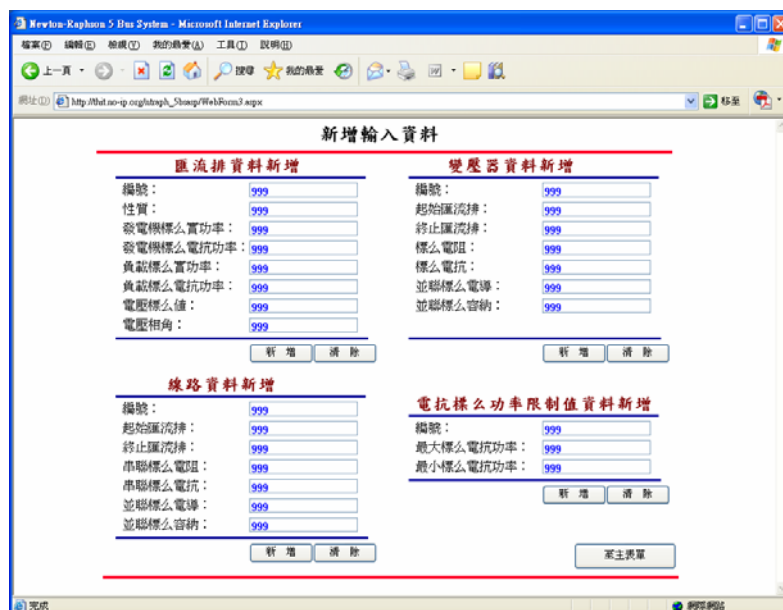 Newton-Raphson 5 Bus System - Microsoft Internet Explorer
檔案(F) 編輯(E) 檢視(V) 我的最愛(A) 工具(T) 說明(H)
上一頁 搜尋 我的最愛
網址(D) http://thit.no-ip.org/ntraph_5busp/WebForm3.aspx 移至
新增輸入資料
匯流排資料新增
編號： 999
性質： 999
發電機標么實功率： 999
發電機標么電抗功率： 999
負載標么實功率： 999
負載標么電抗功率： 999
電壓標么值： 999
電壓相角： 999
新 增 清 除
變壓器資料新增
編號： 999
起始匯流排： 999
終止匯流排： 999
標么電阻： 999
標么電抗： 999
並聯標么電導： 999
並聯標么容納： 999
新 增 清 除
線路資料新增
編號： 999
起始匯流排： 999
終止匯流排： 999
串聯標么電阻： 999
串聯標么電抗： 999
並聯標么電導： 999
並聯標么容納： 999
新 增 清 除
電抗標么功率限制值資料新增
編號： 999
最大標么電抗功率： 999
最小標么電抗功率： 999
新 增 清 除
至主表單
完成 網際網路